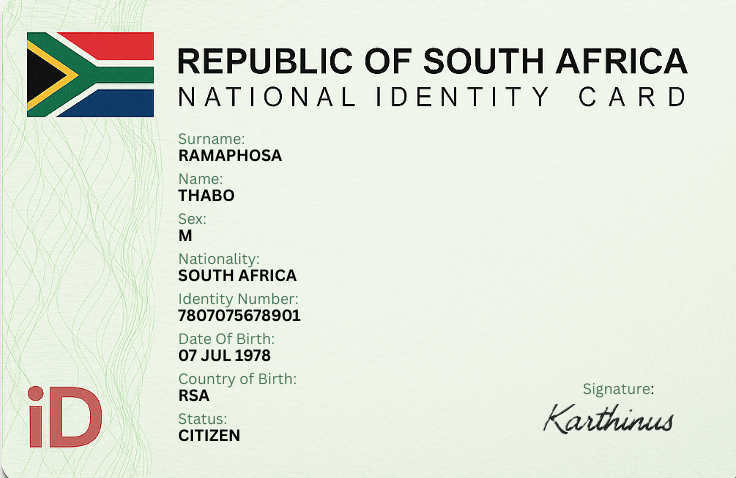 REPUBLIC OF SOUTH AFRICA
NATIONAL IDENTITY CARD
Surname:
RAMAPHOSA
Name:
THABO
Sex:
M
Nationality:
SOUTH AFRICA
Identity Number:
7807075678901
Date Of Birth:
07 JUL 1978
Country of Birth:
RSA
Status:
CITIZEN
iD
Signature:
Karthinus